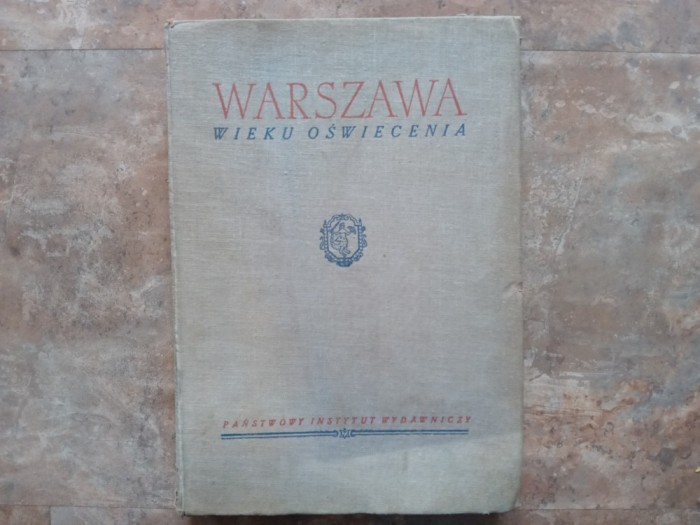 WARSZAWA
WIEKU OŚWIECENIA
PAŃSTWOWY INSTYTUT WYDAWNICZY